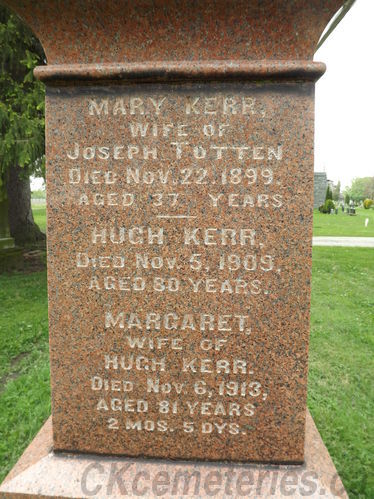 MARY KERR,
WIFE OF
JOSEPH TOTTEN
DIED NOV. 22, 1899.
AGED 37 YEARS
HUGH KERR.
DIED NOV. 5, 1909,
AGED 80 YEARS.
MARGARET,
WIFE OF
HUGH KERR.
DIED NOV. 6, 1913,
AGED 81 YEARS
2 MOS. 5 DYS.
CKcemeteries.com